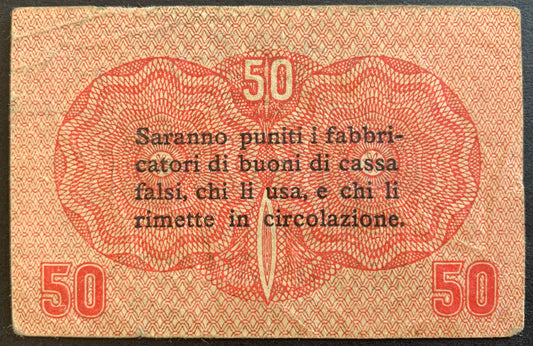 50
Saranno puniti i fabbri-
catori di buoni di cassa
falsi, chi li usa, e chi li
rimette in circolazione.
50 50